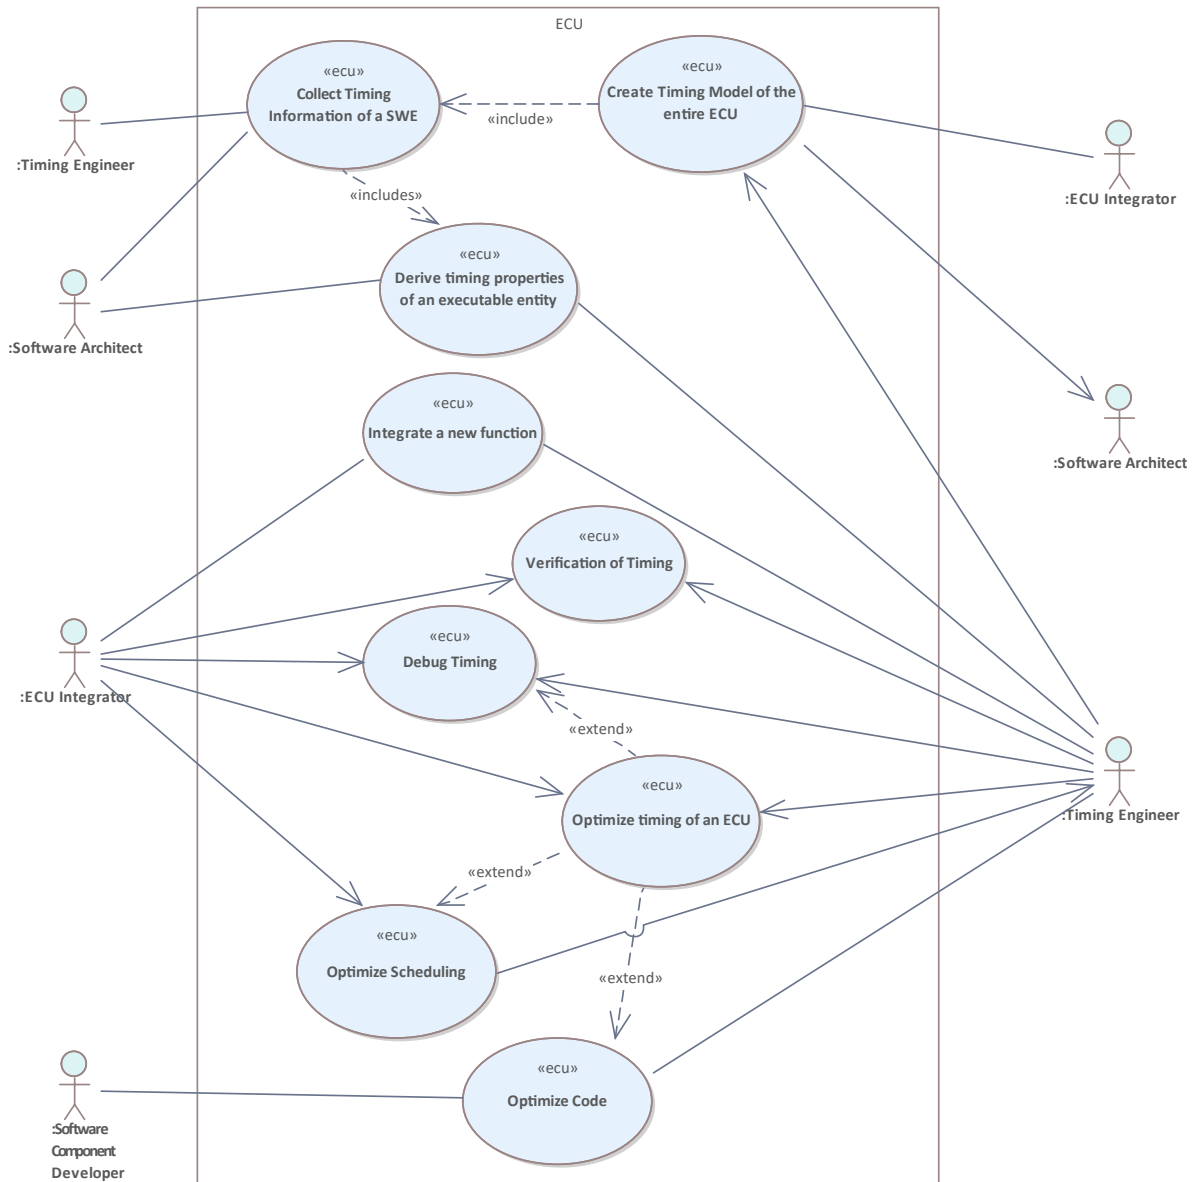 ECU
«ecu»
Collect Timing
Information of a SWE
«ecu»
Create Timing Model of the
entire ECU
«include»
:Timing Engineer
:ECU Integrator
«includes»
«ecu»
Derive timing properties
of an executable entity
:Software Architect
«ecu»
Integrate a new function
:Software Architect
«ecu»
Verification of Timing
«ecu»
Debug Timing
:ECU Integrator
«extend»
«ecu»
Optimize timing of an ECU
:Timing Engineer
«extend»
«ecu»
Optimize Scheduling
«extend»
«ecu»
Optimize Code
:Software
Component
Developer